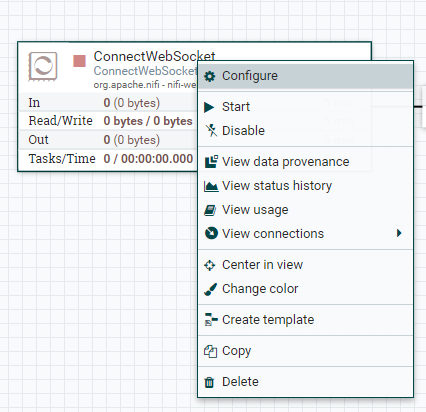 ConnectWebSocket
ConnectWebSocket
org.apache.nifi - nifi-we
In 0 (0 bytes)
Read/Write 0 bytes / 0 bytes
Out 0 (0 bytes)
Tasks/Time 0 / 00:00:00.000
Configure
Start
Disable
View data provenance
View status history
View usage
View connections
Center in view
Change color
Create template
Copy
Delete